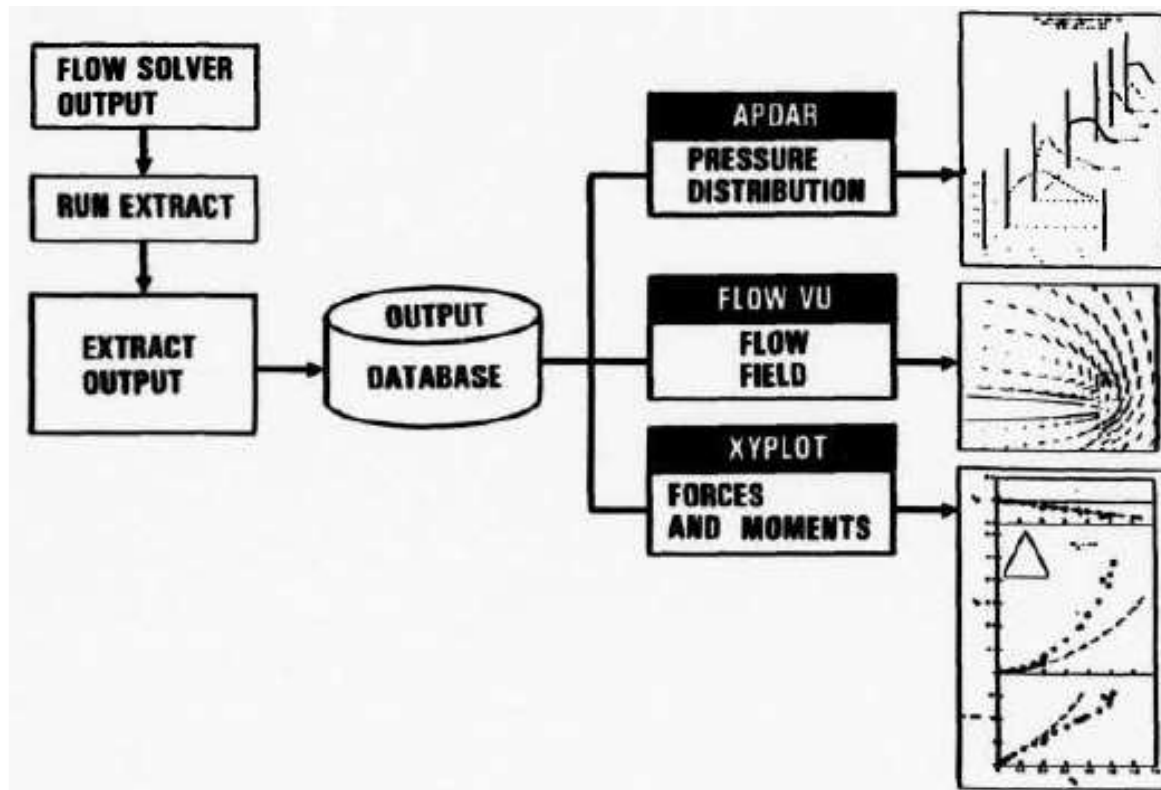 FLOW SOLVER
OUTPUT
RUN EXTRACT
EXTRACT
OUTPUT
OUTPUT
DATABASE
APDAR
PRESSURE
DISTRIBUTION
FLOW VU
FLOW
FIELD
XYPLOT
FORCES
AND MOMENTS